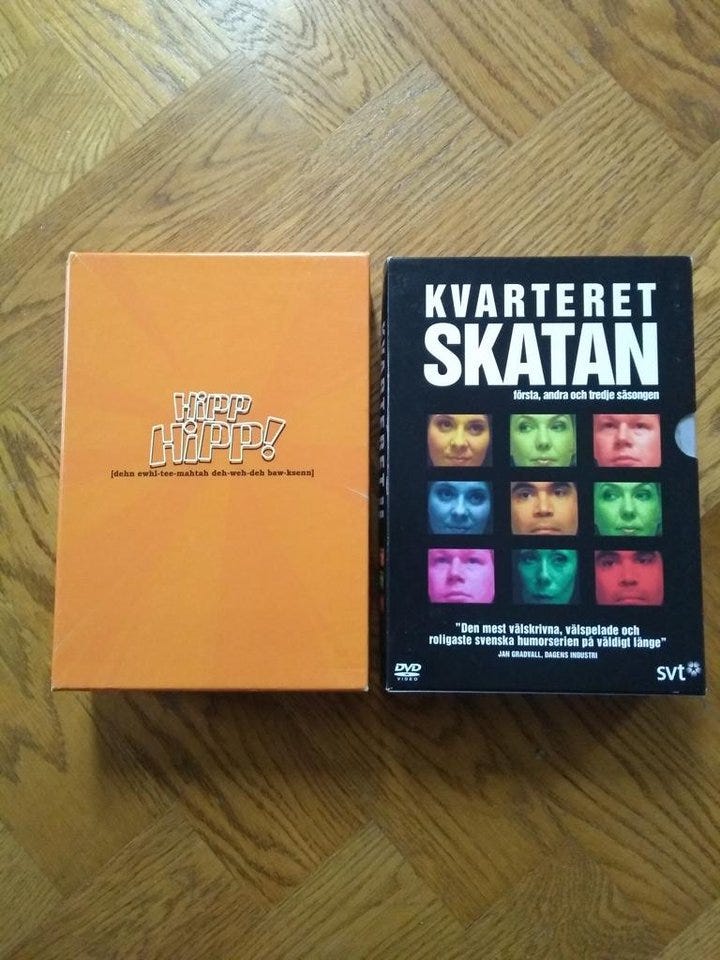 HiPP
HiPP!
[dehn ewhl-tee-mahtah deh-weh-deh baw-ksenn]
KVARTERET
SKATAN
första, andra och tredje säsongen
"Den mest välskrivna, välspelade och
roligaste svenska humorserien på väldigt länge"
JAN GRADVALL, DAGENS INDUSTRI
DVD
VIDEO
svt